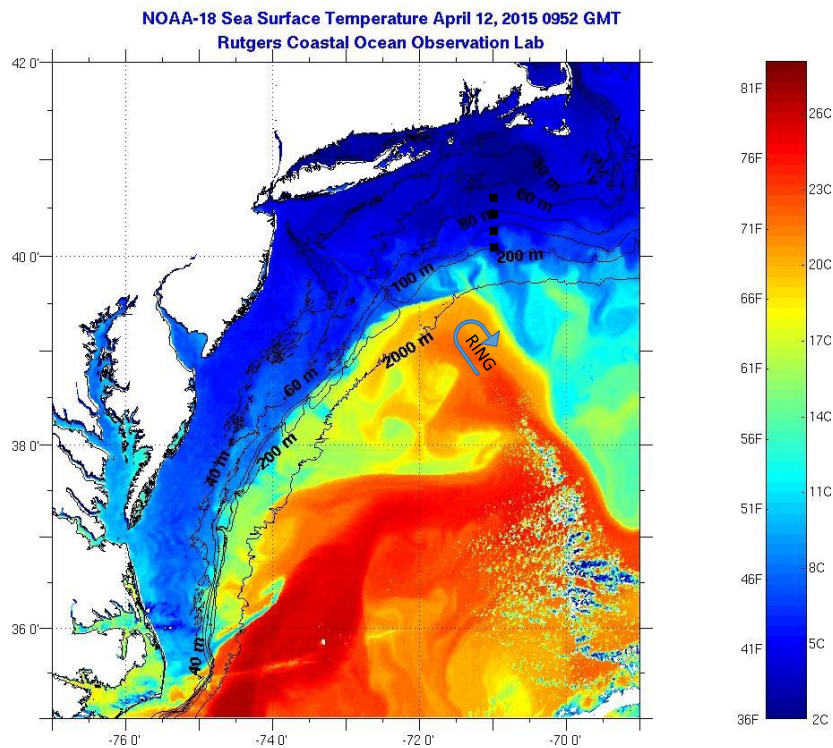 NOAA-18 Sea Surface Temperature April 12, 2015 0952 GMT
Rutgers Coastal Ocean Observation Lab
42 0'
40 0'
38 0'
36 0'
-76 0'
-74 0'
-72 0'
-70 0'
40 m
60 m
80 m
200 m
100 m
RING
2000 m
60 m
200 m
40 m
40 m
81F
76F
71F
66F
61F
56F
51F
46F
41F
36F
26C
23C
20C
17C
14C
11C
8C
5C
2C